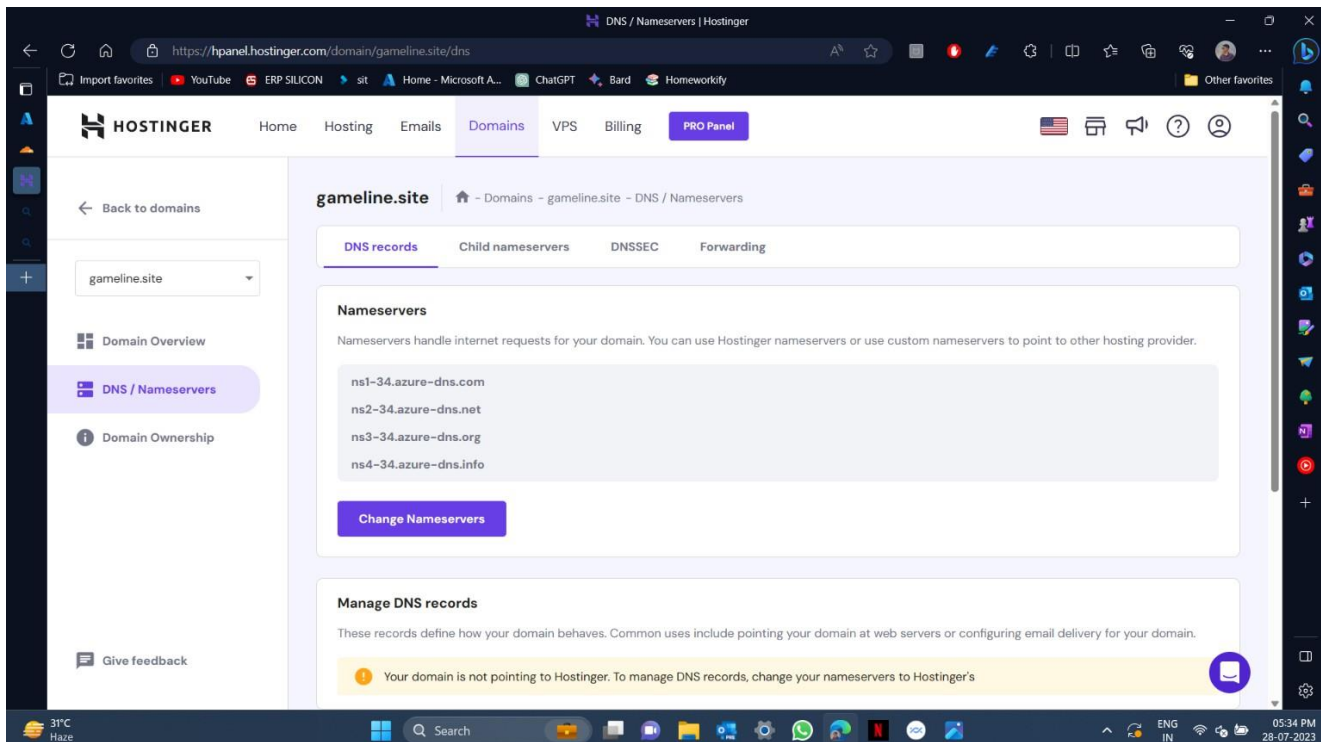 DNS / Nameservers | Hostinger
https://hpanel.hostinger.com/domain/gameline.site/dns
Import favorites YouTube ERP SILICON sit Home - Microsoft A... ChatGPT Bard Homeworkify Other favorites
HOSTINGER Home Hosting Emails Domains VPS Billing PRO Panel
Back to domains
gameline.site
Domain Overview
DNS / Nameservers
Domain Ownership
Give feedback
gameline.site - Domains - gameline.site - DNS / Nameservers
DNS records Child nameservers DNSSEC Forwarding
Nameservers
Nameservers handle internet requests for your domain. You can use Hostinger nameservers or use custom nameservers to point to other hosting provider.
ns1-34.azure-dns.com
ns2-34.azure-dns.net
ns3-34.azure-dns.org
ns4-34.azure-dns.info
Change Nameservers
Manage DNS records
These records define how your domain behaves. Common uses include pointing your domain at web servers or configuring email delivery for your domain.
Your domain is not pointing to Hostinger. To manage DNS records, change your nameservers to Hostinger's
31°C
Haze
Search
ENG
IN
05:34 PM
28-07-2023